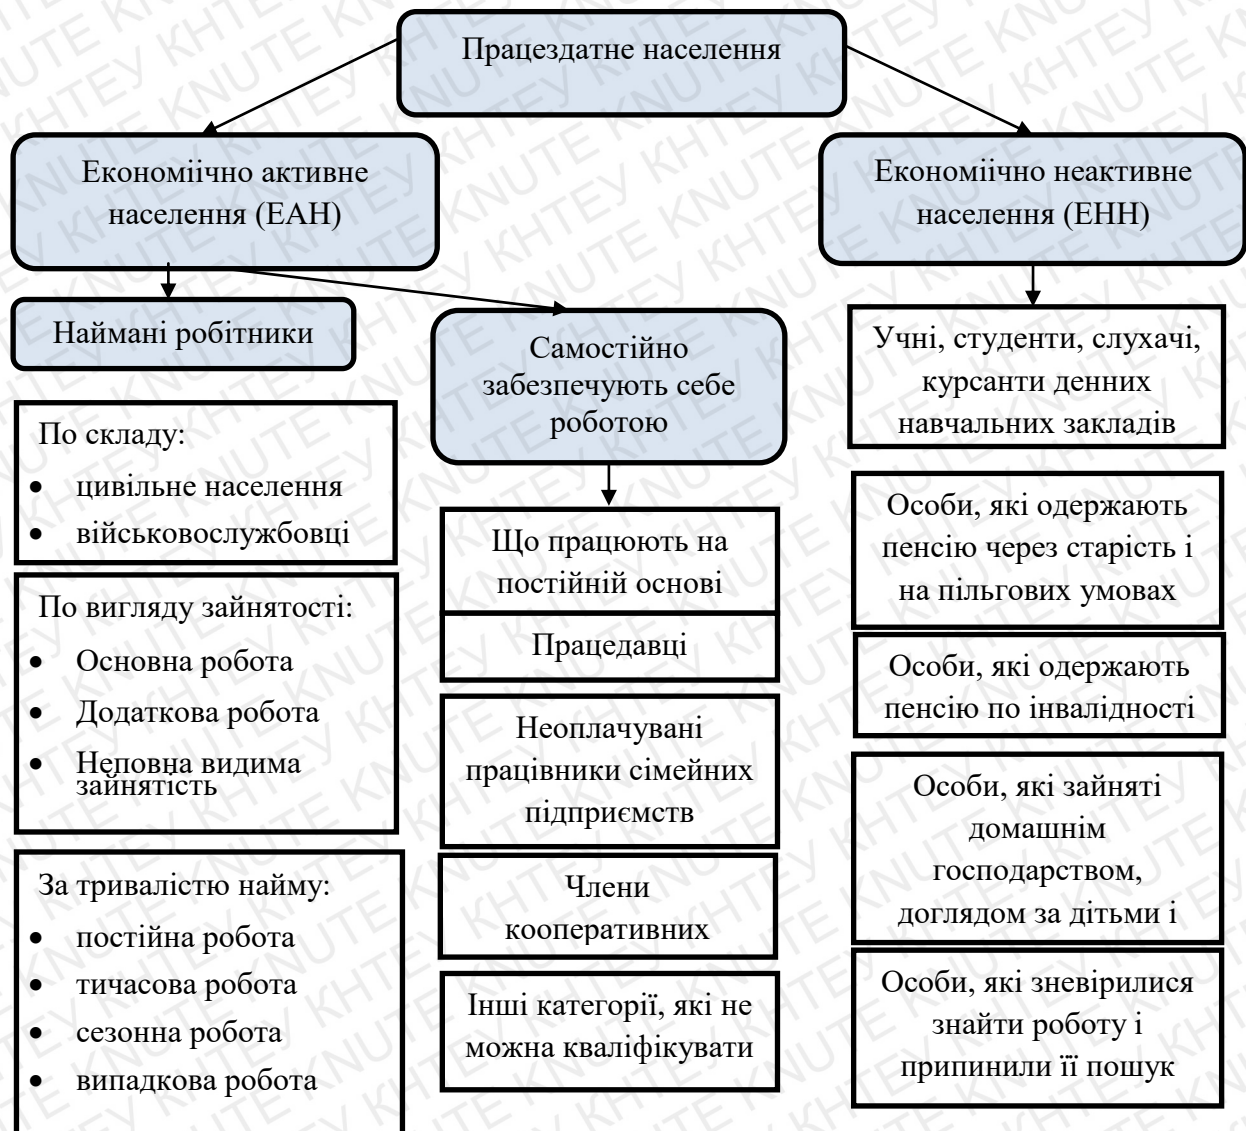 Працездатне населення
Економіічно активне
населення (ЕАН)
Економіічно неактивне
населення (ЕНН)
Наймані робітники
Самостійно
забезпечують себе
роботою
По складу:
• цивільне населення
• військовослужбовці
По вигляду зайнятості:
• Основна робота
• Додаткова робота
• Неповна видима
зайнятість
За тривалістю найму:
• постійна робота
• тичасова робота
• сезонна робота
• випадкова робота
Що працюють на
постійній основі
Працедавці
Неоплачувані
працівники сімейних
підприємств
Члени
кооперативних
Інші категорії, які не
можна кваліфікувати
Учні, студенти, слухачі,
курсанти денних
навчальних закладів
Особи, які одержають
пенсію через старість і
на пільгових умовах
Особи, які одержають
пенсію по інвалідності
Особи, які зайняті
домашнім
господарством,
доглядом за дітьми і
Особи, які зневірилися
знайти роботу і
припинили її пошук